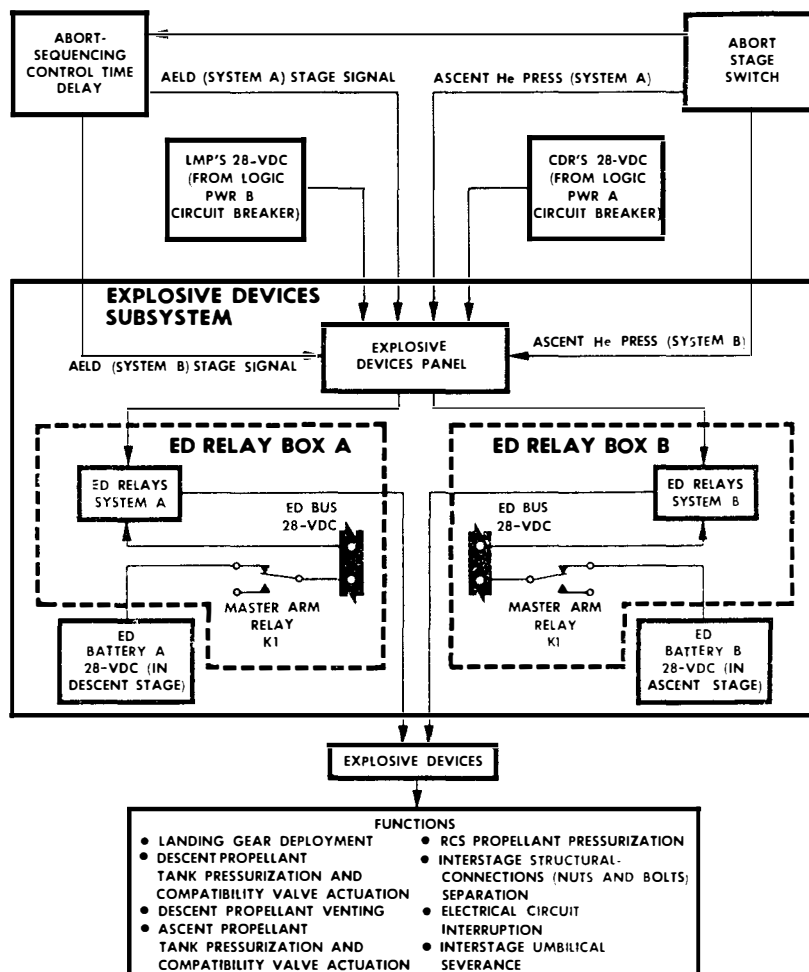 ABORT-
SEQUENCING
CONTROL TIME
DELAY
AELD (SYSTEM A) STAGE SIGNAL
ASCENT He PRESS (SYSTEM A)
ABORT
STAGE
SWITCH
LMP'S 28-VDC
(FROM LOGIC
PWR B
CIRCUIT BREAKER)
CDR'S 28-VDC
(FROM LOGIC
PWR A
CIRCUIT BREAKER)
EXPLOSIVE DEVICES
SUBSYSTEM
AELD (SYSTEM B) STAGE SIGNAL
EXPLOSIVE
DEVICES PANEL
ASCENT He PRESS (SYSTEM B)
ED RELAY BOX A
ED RELAYS
SYSTEM A
ED BUS
28-VDC
MASTER ARM
RELAY
K1
ED
BATTERY A
28-VDC (IN
DESCENT STAGE)
ED RELAY BOX B
ED RELAYS
SYSTEM B
ED BUS
28-VDC
MASTER ARM
RELAY
K1
ED
BATTERY B
28-VDC (IN
ASCENT STAGE)
EXPLOSIVE DEVICES
FUNCTIONS
● LANDING GEAR DEPLOYMENT
● DESCENT PROPELLANT
TANK PRESSURIZATION AND
COMPATIBILITY VALVE ACTUATION
● DESCENT PROPELLANT VENTING
● ASCENT PROPELLANT
TANK PRESSURIZATION AND
COMPATIBILITY VALVE ACTUATION
● RCS PROPELLANT PRESSURIZATION
● INTERSTAGE STRUCTURAL-
CONNECTIONS (NUTS AND BOLTS)
SEPARATION
● ELECTRICAL CIRCUIT
INTERRUPTION
● INTERSTAGE UMBILICAL
SEVERANCE